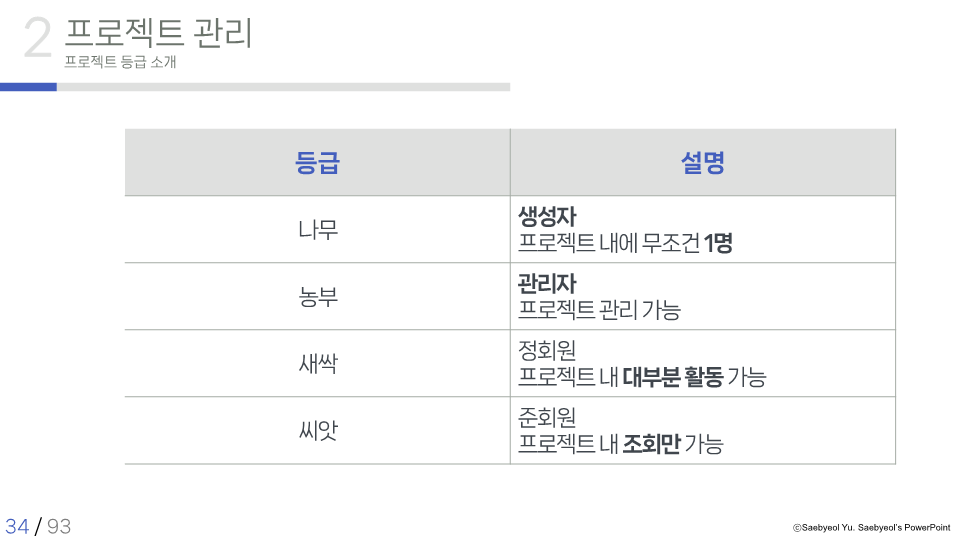 2 프로젝트 관리
프로젝트 등급 소개
등급 설명
나무
생성자
프로젝트 내에 무조건 1명
농부
관리자
프로젝트 관리 가능
새싹
정회원
프로젝트 내 대부분 활동 가능
씨앗
준회원
프로젝트 내 조회만 가능
34 / 93
ⓒSaebyeol Yu. Saebyeol's PowerPoint